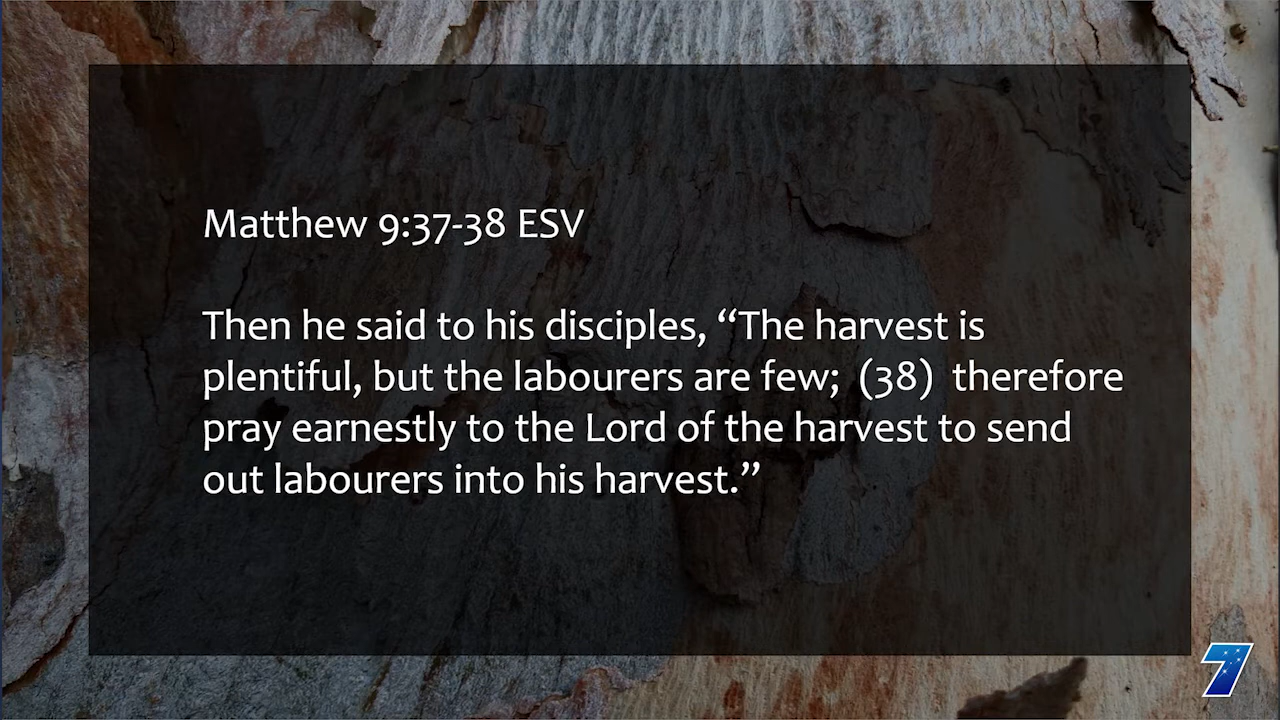 Matthew 9:37-38 ESV
Then he said to his disciples, “The harvest is
plentiful, but the labourers are few;  (38)  therefore
pray earnestly to the Lord of the harvest to send
out labourers into his harvest.”
7